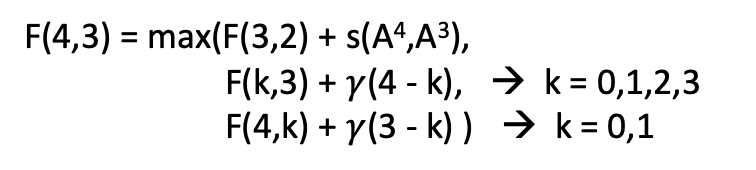 F(4,3) = max(F(3,2) + s(A⁴,A³),
F(k,3) + γ(4 - k), → k = 0,1,2,3
F(4,k) + γ(3 - k) ) → k = 0,1